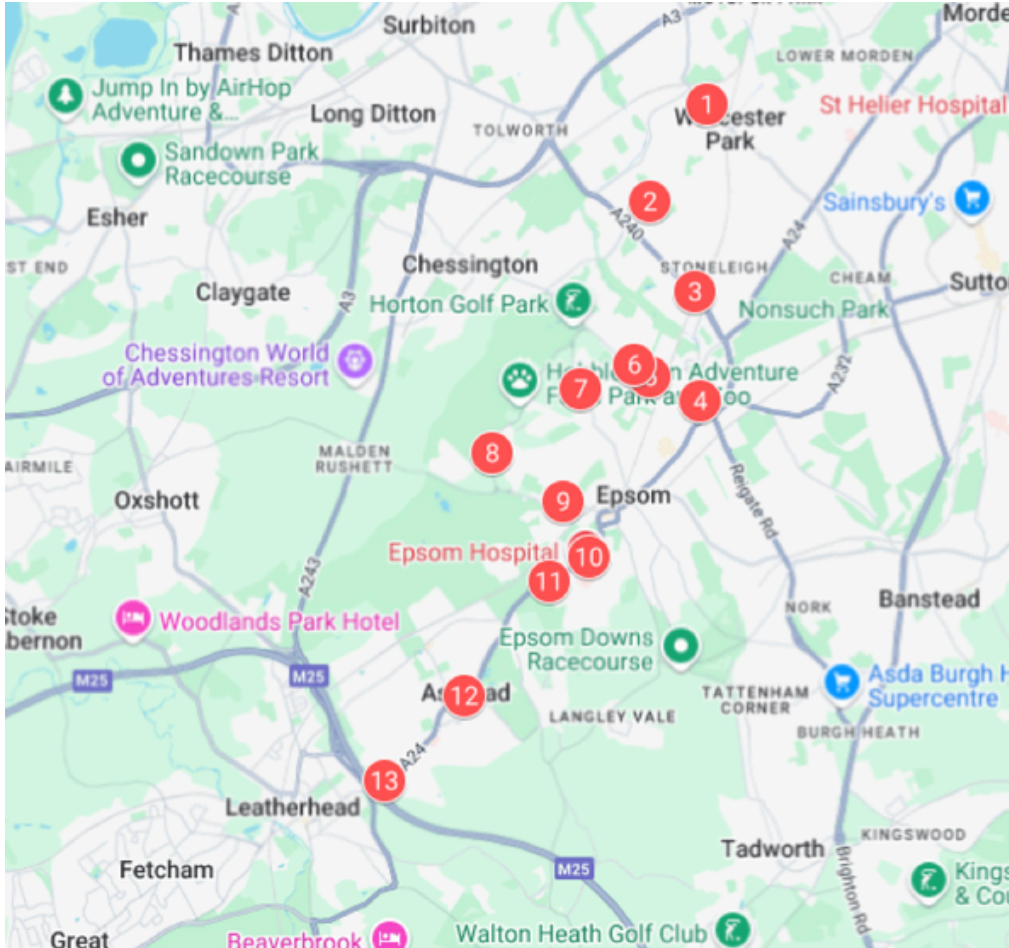 Surbiton
A3
Morde
Thames Ditton
LOWER MORDEN
Jump In by AirHop
Adventure &...
Long Ditton
1
St Helier Hospital
TOLWORTH
Park
Sandown Park
Racecourse
Esher
2
Sainsbury's
A240
A24
ST END
Chessington
STONELEIGH
CHEAM
Claygate
A3
Horton Golf Park
3
Nonsuch Park
Sutto
Chessington World
of Adventures Resort
6
Adventure
A232
7
4
MALDEN
RUSHETT
8
AIRMILE
Oxshott
9
Epsom
Reigate Rd
Epsom Hospital
10
A243
11
Stoke
bernon
Woodlands Park Hotel
NORK
Banstead
Epsom Downs
Racecourse
M25
M25
12
TATTENHAM
CORNER
Asda Burgh H
Supercentre
LANGLEY VALE
BURGH HEATH
A24
13
Leatherhead
KINGSWOOD
Tadworth
Fetcham
M25
Brighton Rd
Kings
& Cou
Great
Beaverbrook
Walton Heath Golf Club